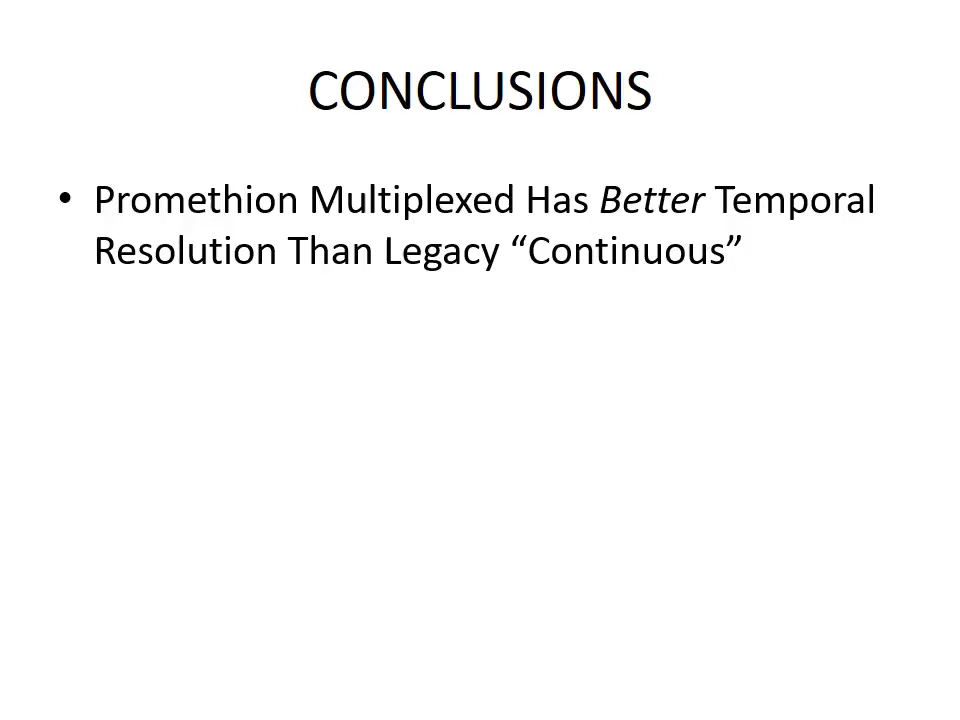 CONCLUSIONS
• Promethion Multiplexed Has Better Temporal
Resolution Than Legacy “Continuous”